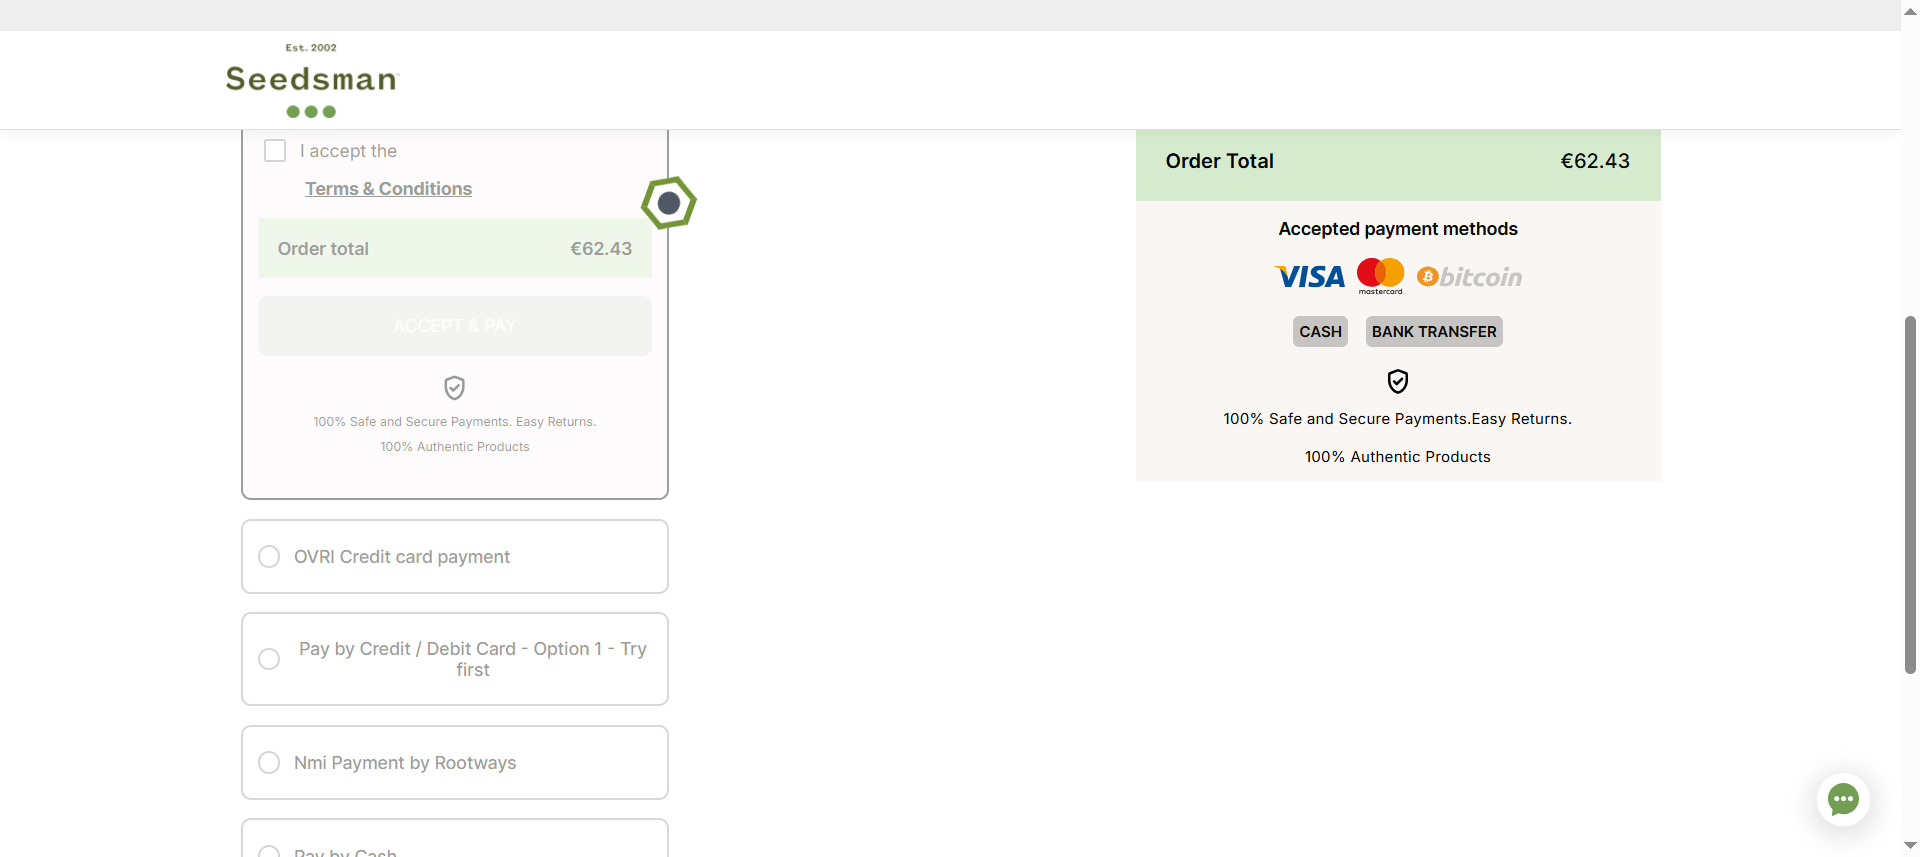 Est. 2002
Seedsman
I accept the
Terms & Conditions
Order total €62.43
ACCEPT & PAY
100% Safe and Secure Payments. Easy Returns.
100% Authentic Products
OVRI Credit card payment
Pay by Credit / Debit Card - Option 1 - Try
first
Nmi Payment by Rootways
Pay by Cash
Order Total €62.43
Accepted payment methods
VISA mastercard bitcoin
CASH BANK TRANSFER
100% Safe and Secure Payments.Easy Returns.
100% Authentic Products